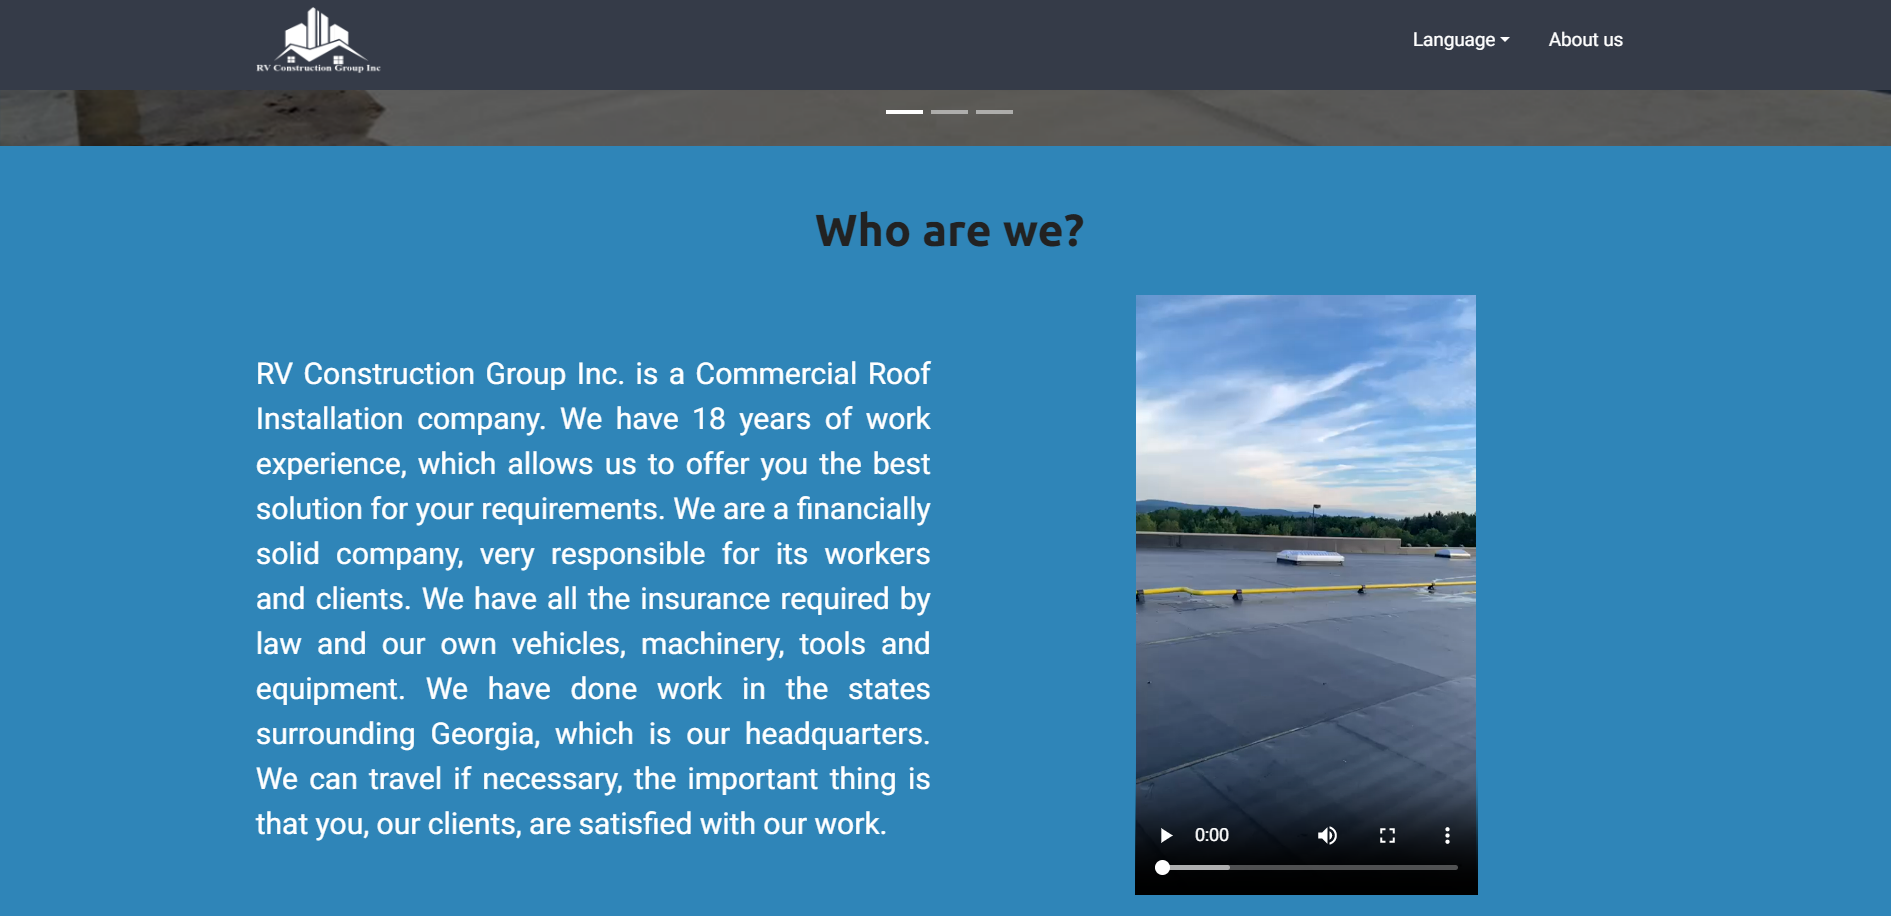 RV Construction Group Inc
Language
About us
Who are we?
RV Construction Group Inc. is a Commercial Roof
Installation company. We have 18 years of work
experience, which allows us to offer you the best
solution for your requirements. We are a financially
solid company, very responsible for its workers
and clients. We have all the insurance required by
law and our own vehicles, machinery, tools and
equipment. We have done work in the states
surrounding Georgia, which is our headquarters.
We can travel if necessary, the important thing is
that you, our clients, are satisfied with our work.
0:00